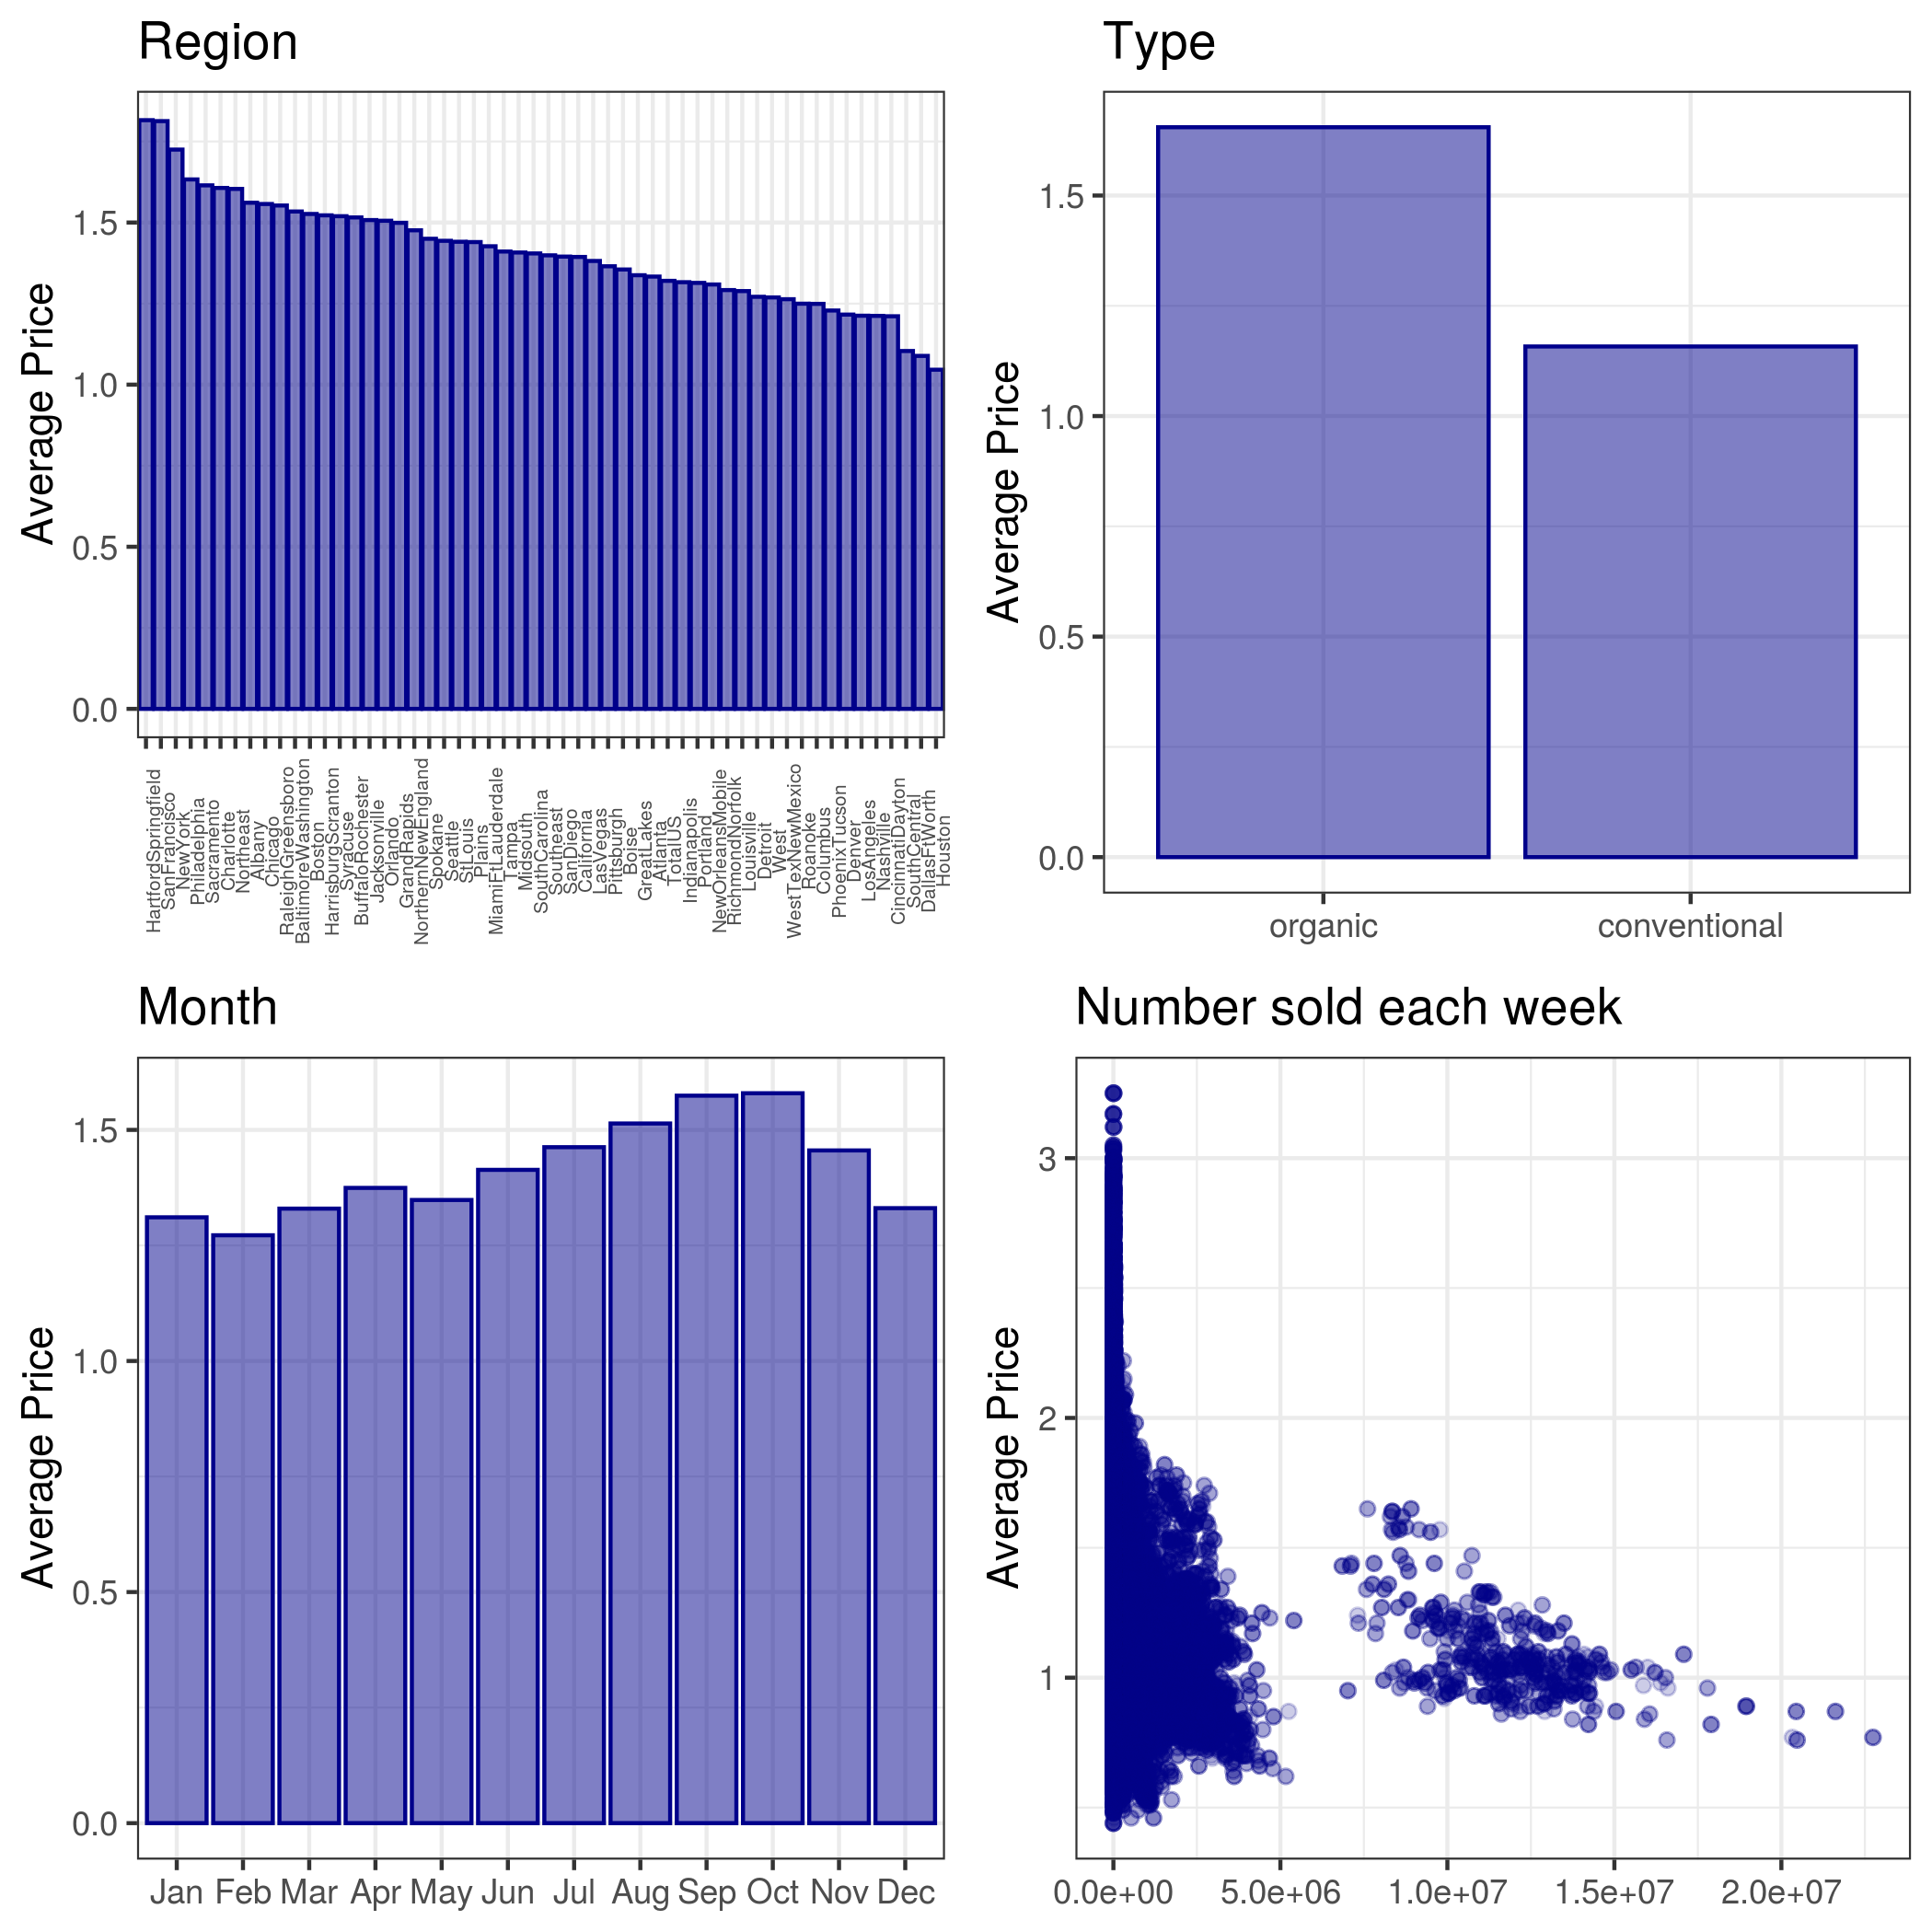 Region
Average Price
1.5
1.0
0.5
0.0
HartfordSpringfield
SanFrancisco
NewYork
Philadelphia
Sacramento
Charlotte
Northeast
Albany
Chicago
RaleighGreensboro
BaltimoreWashington
Boston
HarrisburgScranton
Syracuse
BuffaloRochester
Jacksonville
Orlando
GrandRapids
NorthernNewEngland
Spokane
Seattle
StLouis
Plains
MiamiFtLauderdale
Tampa
Midsouth
SouthCarolina
Southeast
SanDiego
California
LasVegas
Pittsburgh
Boise
GreatLakes
Atlanta
TotalUS
Indianapolis
Portland
NewOrleansMobile
RichmondNorfolk
Louisville
Detroit
West
WestTexNewMexico
Roanoke
Columbus
PhoenixTucson
Denver
LosAngeles
Nashville
CincinnatiDayton
SouthCentral
DallasFtWorth
Houston
Type
Average Price
1.5
1.0
0.5
0.0
organic conventional
Month
Average Price
1.5
1.0
0.5
0.0
Jan Feb Mar Apr May Jun Jul Aug Sep Oct Nov Dec
Number sold each week
Average Price
3
2
1
0.0e+00 5.0e+06 1.0e+07 1.5e+07 2.0e+07